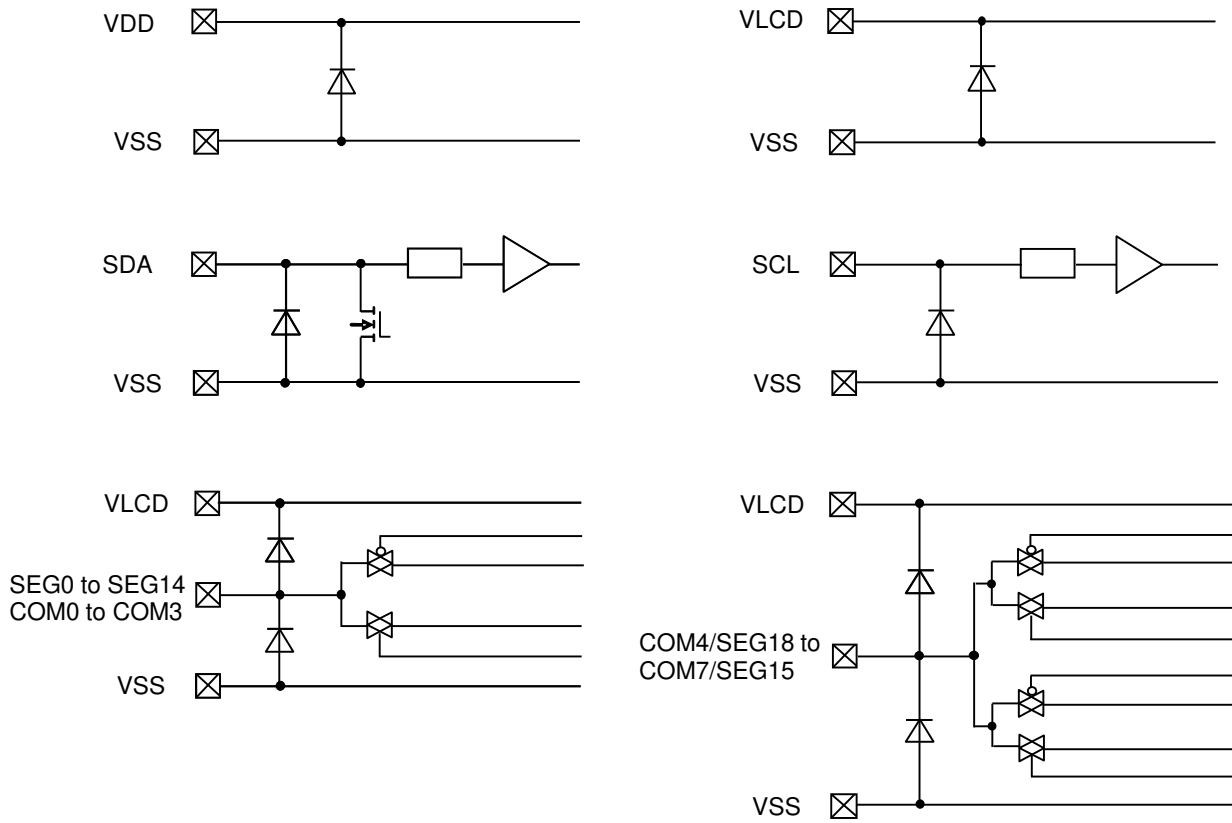 VDD
VSS
VLCD
VSS
SDA
VSS
SCL
VSS
VLCD
SEG0 to SEG14
COM0 to COM3
VSS
VLCD
COM4/SEG18 to
COM7/SEG15
VSS